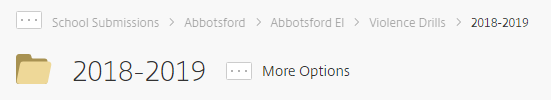 School Submissions > Abbotsford > Abbotsford El > Violence Drills > 2018-2019
2018-2019 More Options